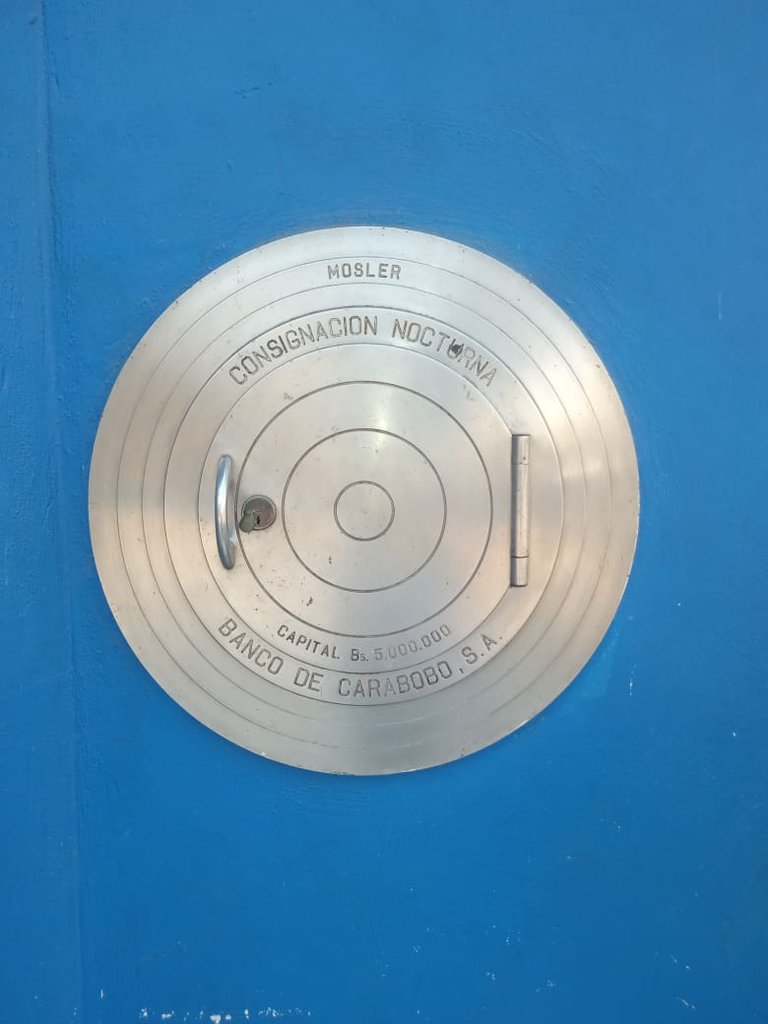 MOSLER
CONSIGNACION NOCTURNA
CAPITAL Bs. 5.000.000
BANCO DE CARABOBO, S.A.